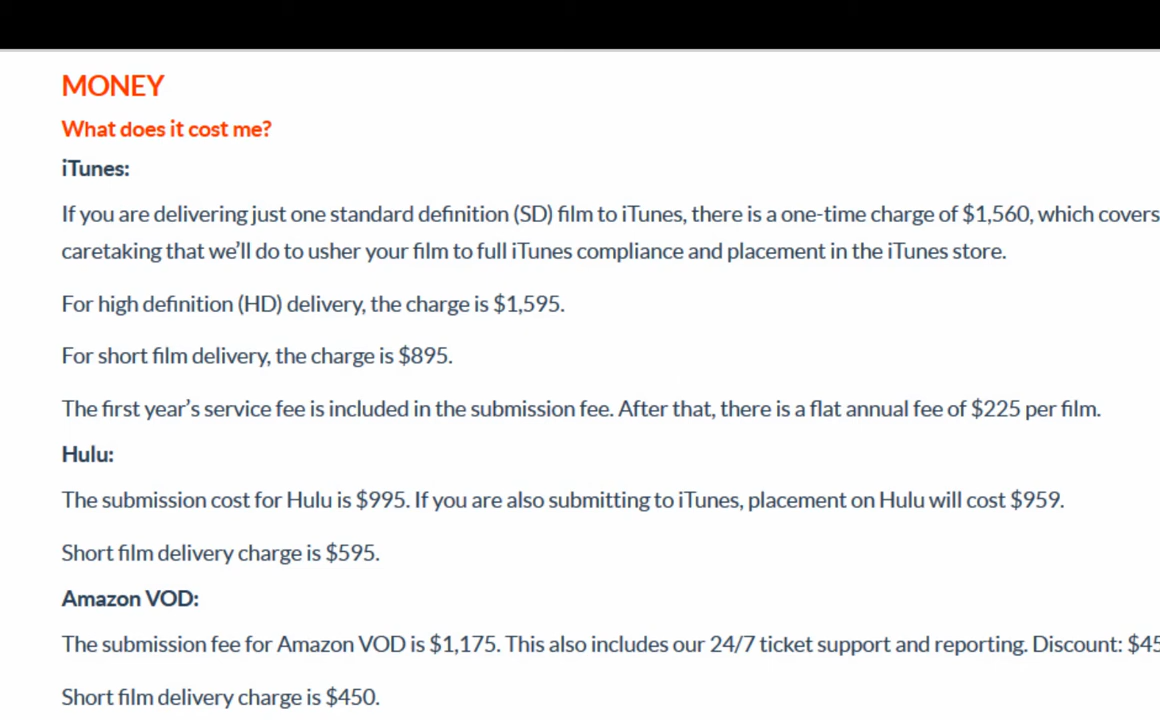 MONEY
What does it cost me?
iTunes:
If you are delivering just one standard definition (SD) film to iTunes, there is a one-time charge of $1,560, which covers
caretaking that we’ll do to usher your film to full iTunes compliance and placement in the iTunes store.
For high definition (HD) delivery, the charge is $1,595.
For short film delivery, the charge is $895.
The first year’s service fee is included in the submission fee. After that, there is a flat annual fee of $225 per film.
Hulu:
The submission cost for Hulu is $995. If you are also submitting to iTunes, placement on Hulu will cost $959.
Short film delivery charge is $595.
Amazon VOD:
The submission fee for Amazon VOD is $1,175. This also includes our 24/7 ticket support and reporting. Discount: $45
Short film delivery charge is $450.